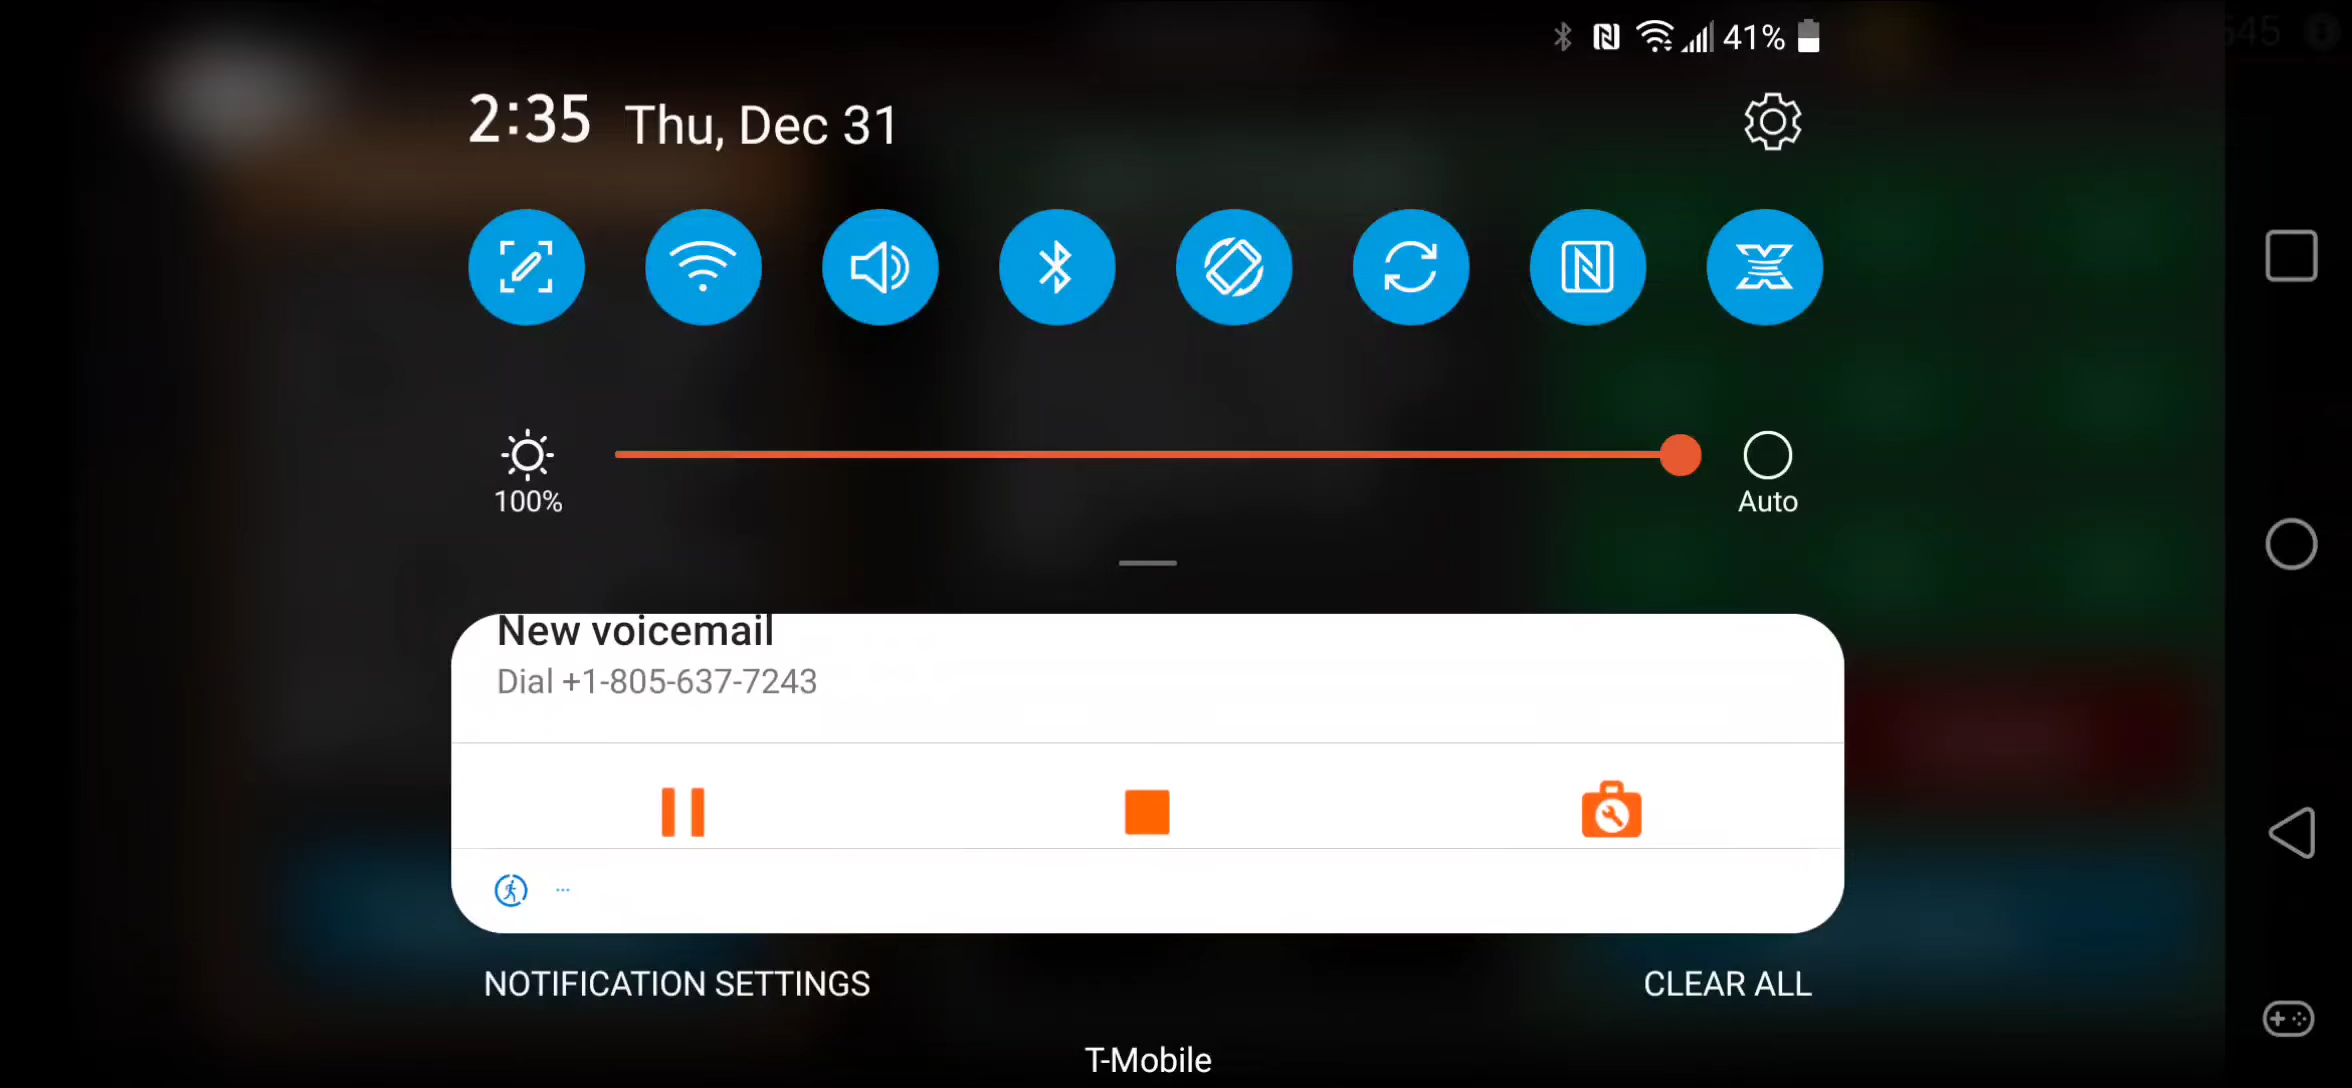 41%
2:35 Thu, Dec 31
100%
Auto
New voicemail
Dial +1-805-637-7243
...
NOTIFICATION SETTINGS
CLEAR ALL
T-Mobile